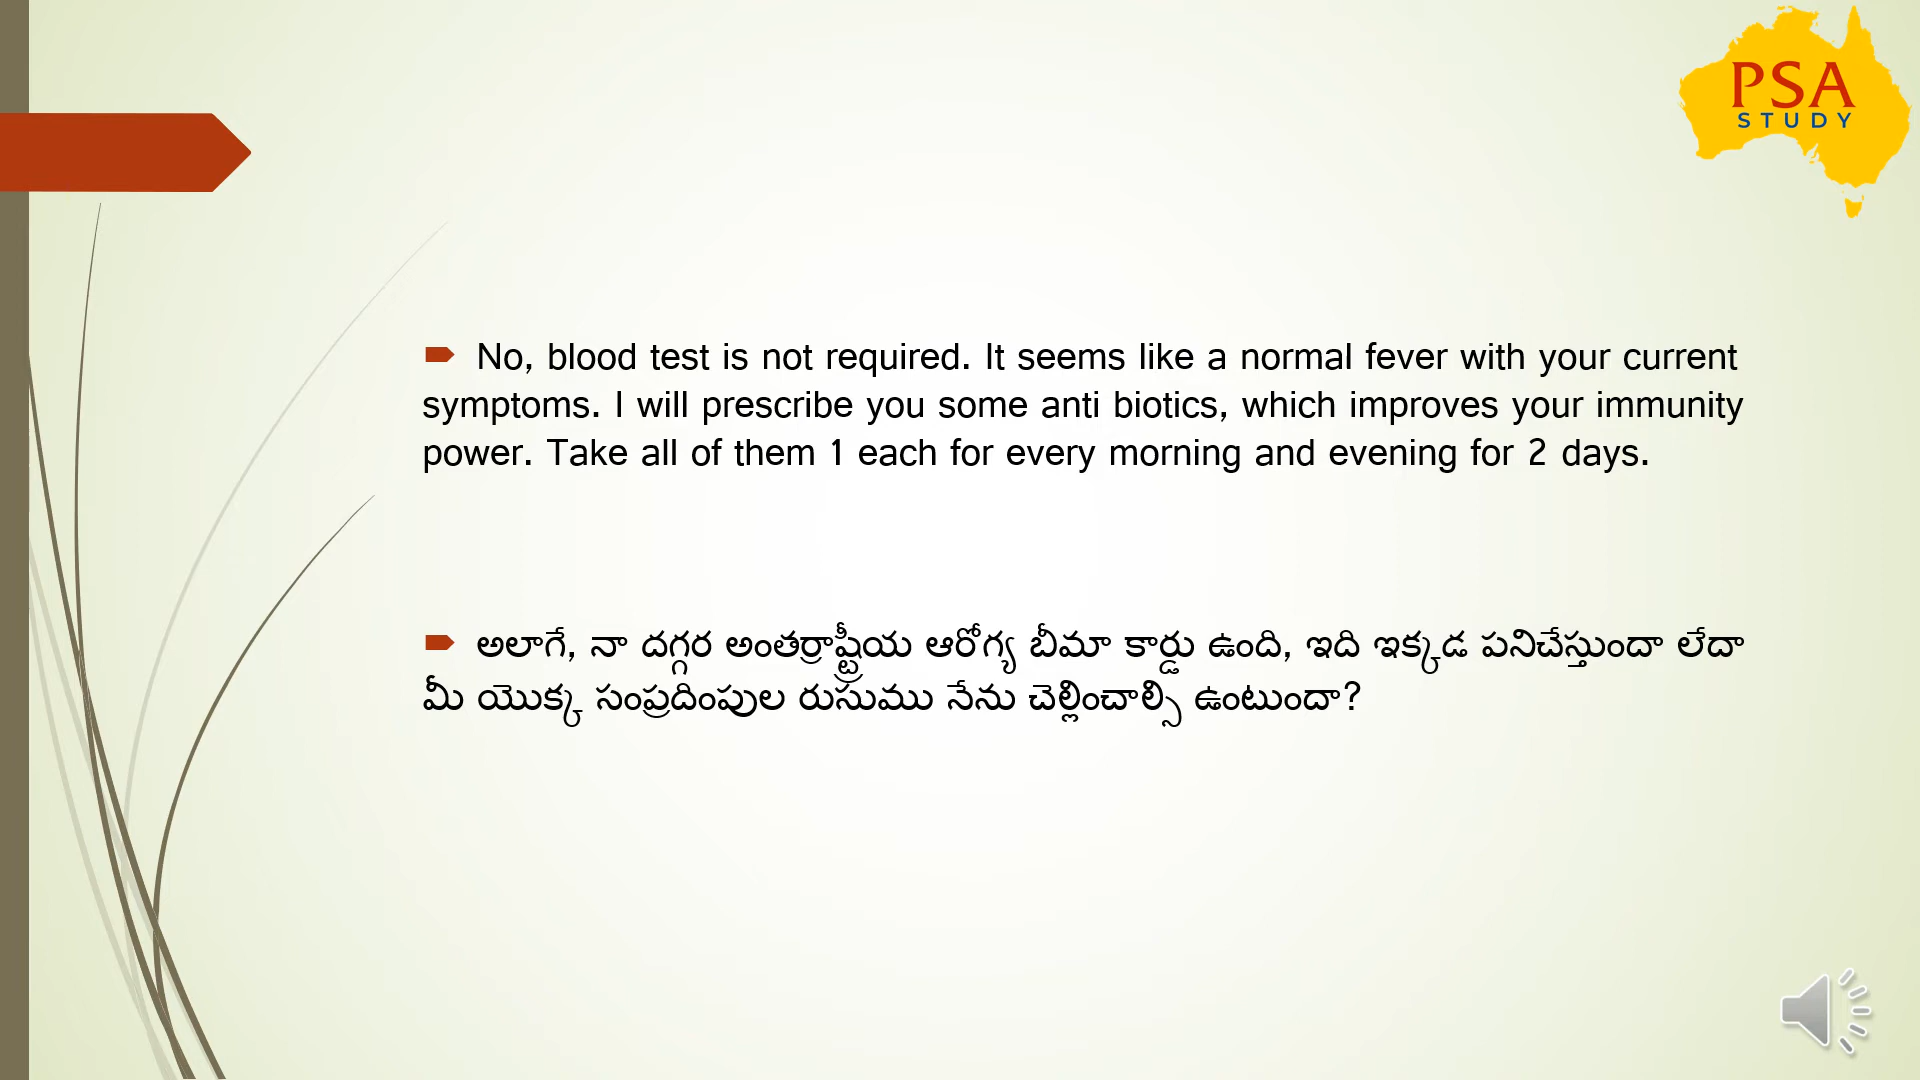 PSA
STUDY
No, blood test is not required. It seems like a normal fever with your current
symptoms. I will prescribe you some anti biotics, which improves your immunity
power. Take all of them 1 each for every morning and evening for 2 days.
అలాగే, నా దగ్గర అంతర్రాష్ట్రీయ ఆరోగ్య బీమా కార్డు ఉంది, ఇది ఇక్కడ పనిచేస్తుందా లేదా
మీ యొక్క సంప్రదింపుల రుసుము నేను చెల్లించాల్సి ఉంటుందా?